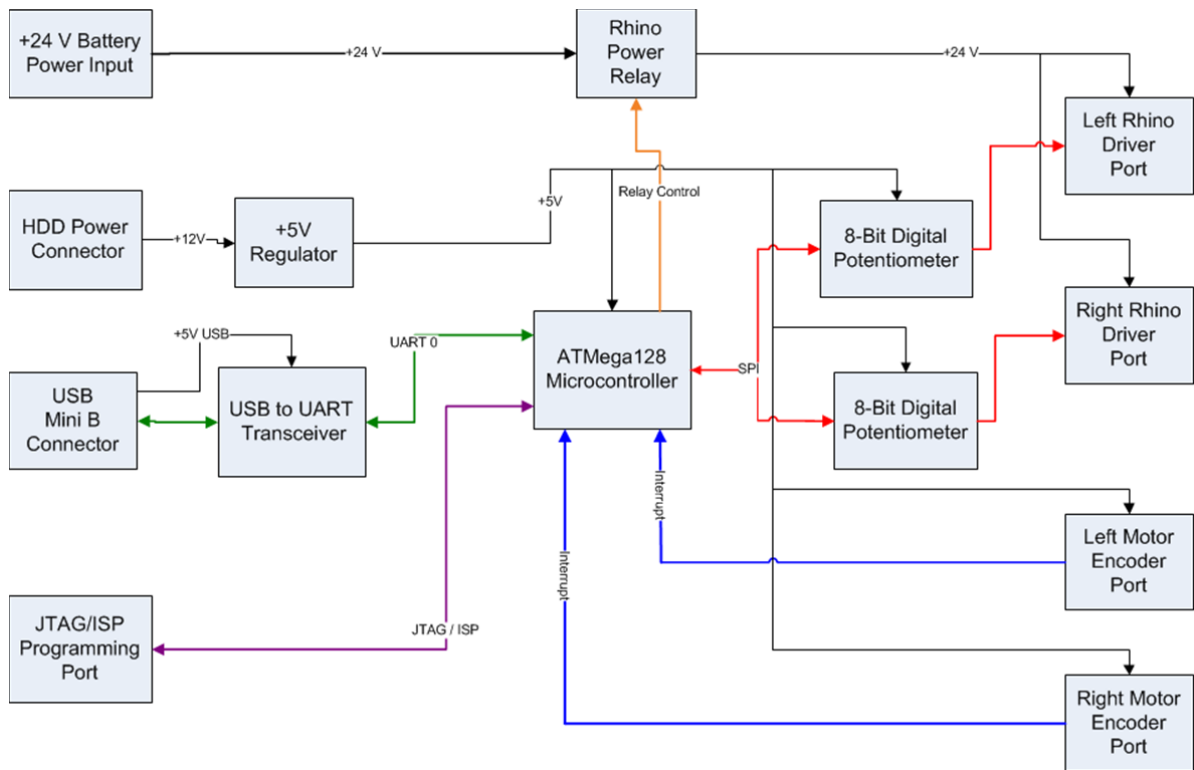 +24 V Battery
Power Input
+24 V
Rhino
Power
Relay
+24 V
Left Rhino
Driver
Port
HDD Power
Connector
+12V
+5V
Regulator
+5V
Relay Control
8-Bit Digital
Potentiometer
Right Rhino
Driver
Port
+5V USB
UART 0
ATMega128
Microcontroller
SPI
USB
Mini B
Connector
USB to UART
Transceiver
8-Bit Digital
Potentiometer
Interrupt
Interrupt
Left Motor
Encoder
Port
JTAG/ISP
Programming
Port
JTAG / ISP
Right Motor
Encoder
Port